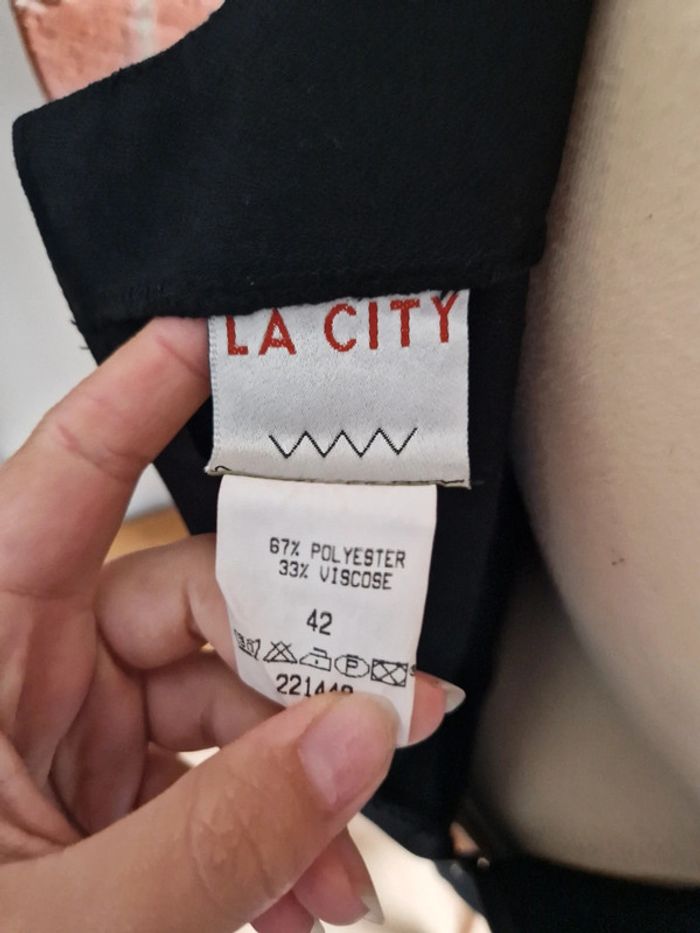 LA CITY
67% POLYESTER
33% VISCOSE
42